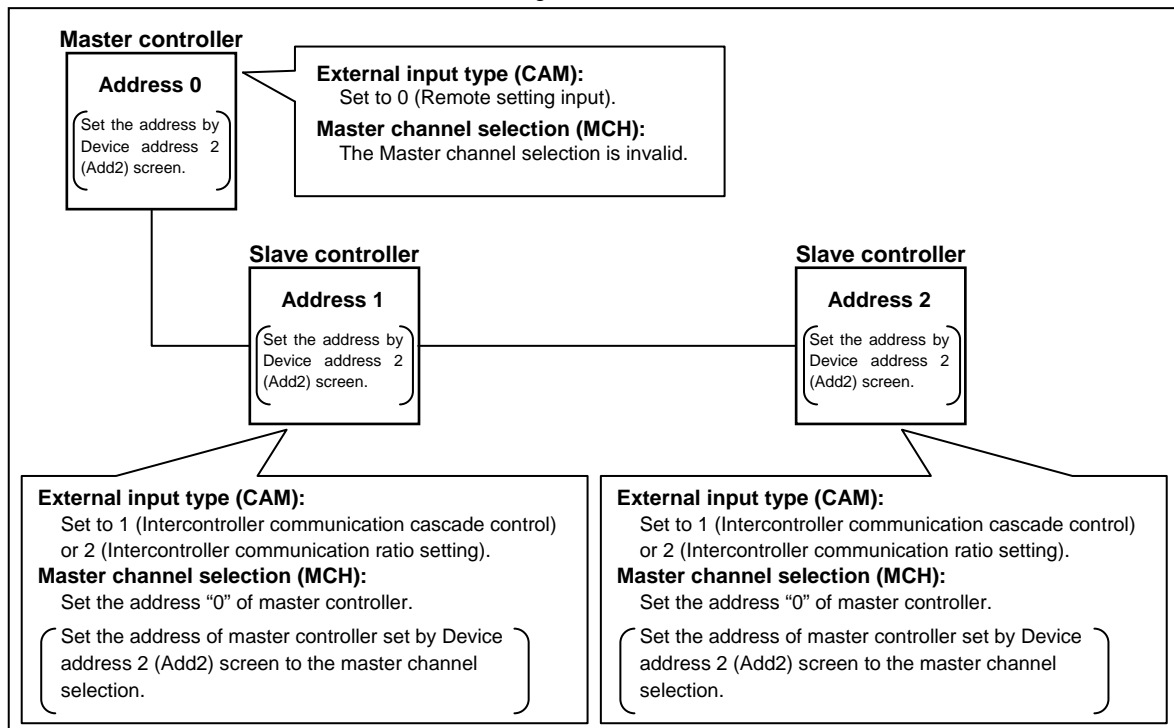 Master controller
Address 0
Set the address by
Device address 2
(Add2) screen.
External input type (CAM):
Set to 0 (Remote setting input).
Master channel selection (MCH):
The Master channel selection is invalid.
Slave controller
Address 1
Set the address by
Device address 2
(Add2) screen.
Slave controller
Address 2
Set the address by
Device address 2
(Add2) screen.
External input type (CAM):
Set to 1 (Intercontroller communication cascade control)
or 2 (Intercontroller communication ratio setting).
Master channel selection (MCH):
Set the address “0” of master controller.
Set the address of master controller set by Device
address 2 (Add2) screen to the master channel
selection.
External input type (CAM):
Set to 1 (Intercontroller communication cascade control)
or 2 (Intercontroller communication ratio setting).
Master channel selection (MCH):
Set the address “0” of master controller.
Set the address of master controller set by Device
address 2 (Add2) screen to the master channel
selection.